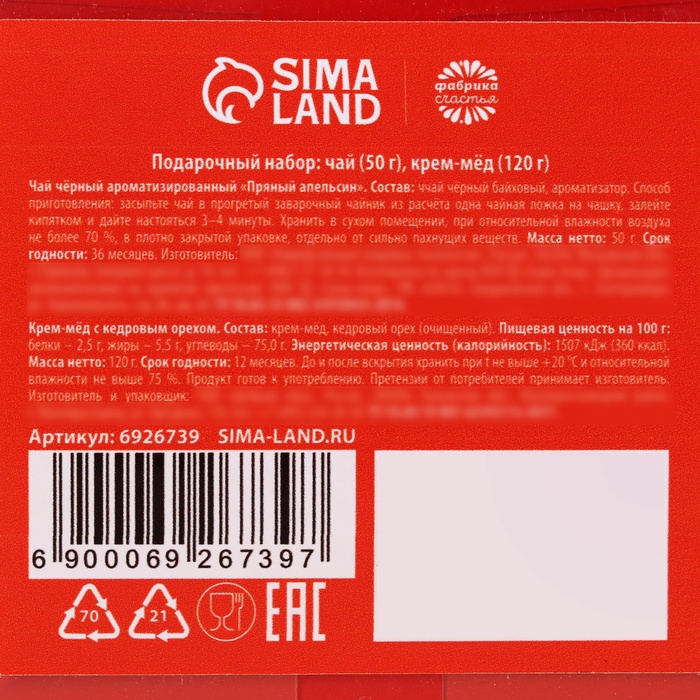 SIMA
LAND
фабрика
счастья
Подарочный набор: чай (50 г), крем-мёд (120 г)
Чай чёрный ароматизированный «Пряный апельсин». Состав: ччай чёрный байховый, ароматизатор. Способ
приготовления: засыпьте чай в прогретый заварочный чайник из расчёта одна чайная ложка на чашку, залейте
кипятком и дайте настояться 3–4 минуты. Хранить в сухом помещении, при относительной влажности воздуха
не более 70 %, в плотно закрытой упаковке, отдельно от сильно пахнущих веществ. Масса нетто: 50 г. Срок
годности: 36 месяцев. Изготовитель:
Крем-мёд с кедровым орехом. Состав: крем-мёд, кедровый орех (очищенный). Пищевая ценность на 100 г:
белки – 2,5 г, жиры – 5,5 г, углеводы – 75,0 г. Энергетическая ценность (калорийность): 1507 кДж (360 ккал).
Масса нетто: 120 г. Срок годности: 12 месяцев. До и после вскрытия хранить при t не выше +20 °С и относительной
влажности не выше 75 %. Продукт готов к употреблению. Претензии от потребителей принимает изготовитель.
Изготовитель и упаковщик:
Артикул: 6926739 SIMA-LAND.RU
6 900069 267397
70 21 EAC